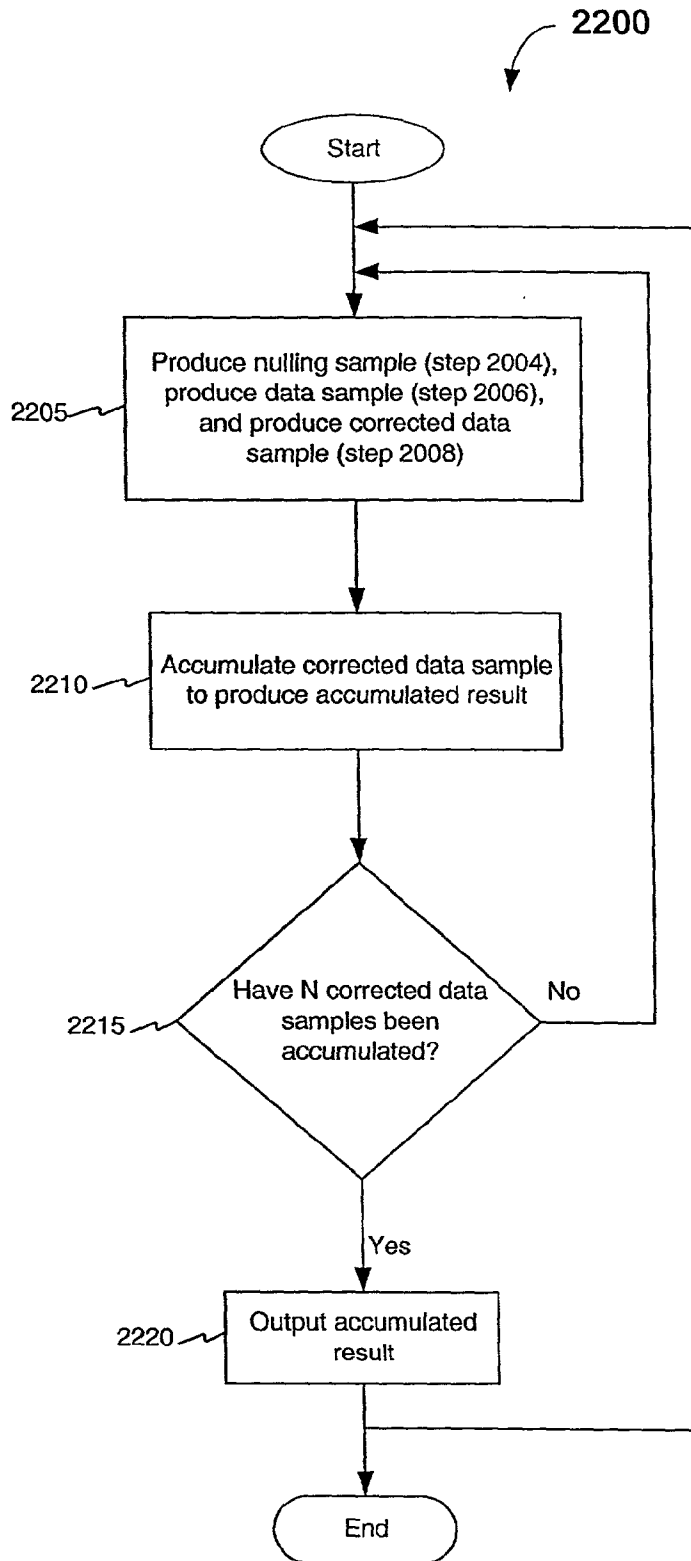 2200
Start
Produce nulling sample (step 2004),
produce data sample (step 2006),
and produce corrected data
sample (step 2008)
2205
Accumulate corrected data sample
to produce accumulated result
2210
Have N corrected data
samples been
accumulated?
No
2215
Yes
Output accumulated
result
2220
End